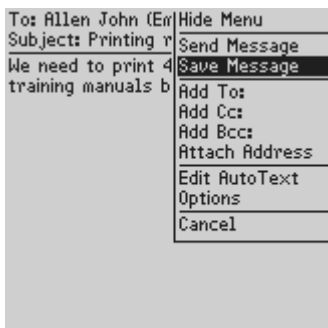 To: Allen John (Em
Subject: Printing r
We need to print 4
training manuals b
Hide Menu
Send Message
Save Message
Add To:
Add Cc:
Add Bcc:
Attach Address
Edit AutoText
Options
Cancel